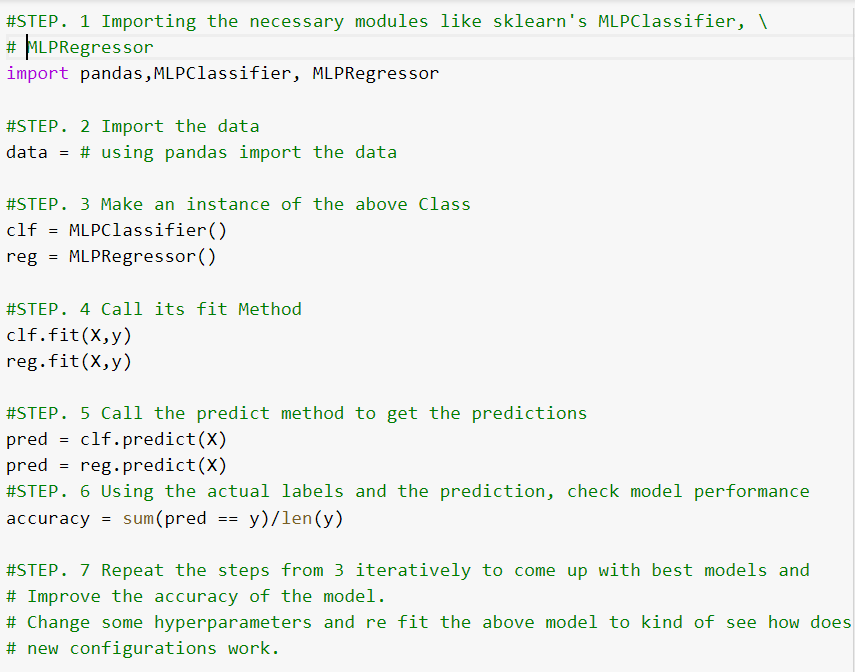 #STEP. 1 Importing the necessary modules like sklearn's MLPClassifier, \
# MLPRegressor
import pandas,MLPClassifier, MLPRegressor
#STEP. 2 Import the data
data = # using pandas import the data
#STEP. 3 Make an instance of the above Class
clf = MLPClassifier()
reg = MLPRegressor()
#STEP. 4 Call its fit Method
clf.fit(X,y)
reg.fit(X,y)
#STEP. 5 Call the predict method to get the predictions
pred = clf.predict(X)
pred = reg.predict(X)
#STEP. 6 Using the actual labels and the prediction, check model performance
accuracy = sum(pred == y)/len(y)
#STEP. 7 Repeat the steps from 3 iteratively to come up with best models and
# Improve the accuracy of the model.
# Change some hyperparameters and re fit the above model to kind of see how does
# new configurations work.